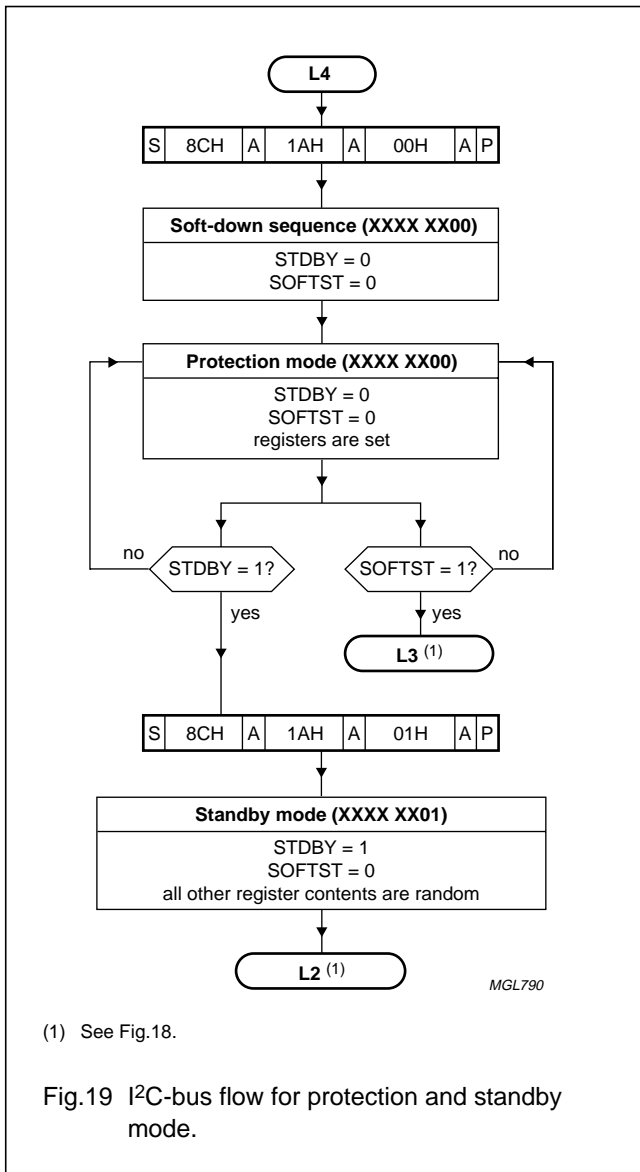 L4
S 8CH A 1AH A 00H A P
Soft-down sequence (XXXX XX00)
STDBY = 0
SOFTST = 0
Protection mode (XXXX XX00)
STDBY = 0
SOFTST = 0
registers are set
no STDBY = 1? SOFTST = 1? no
yes yes
L3 (1)
S 8CH A 1AH A 01H A P
Standby mode (XXXX XX01)
STDBY = 1
SOFTST = 0
all other register contents are random
L2 (1)
MGL790
(1) See Fig.18.
Fig.19 I²C-bus flow for protection and standby
mode.